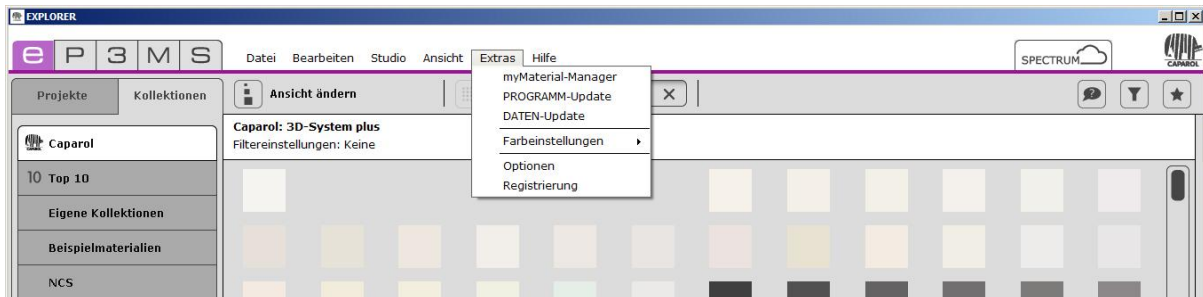 EXPLORER
e P 3 M S
Datei Bearbeiten Studio Ansicht Extras Hilfe
SPECTRUM
CAPAROL
myMaterial-Manager
PROGRAMM-Update
DATEN-Update
Farbeinstellungen
Optionen
Registrierung
Projekte Kollektionen
Ansicht ändern
Caparol: 3D-System plus
Filtereinstellungen: Keine
Caparol
10 Top 10
Eigene Kollektionen
Beispielmaterialien
NCS